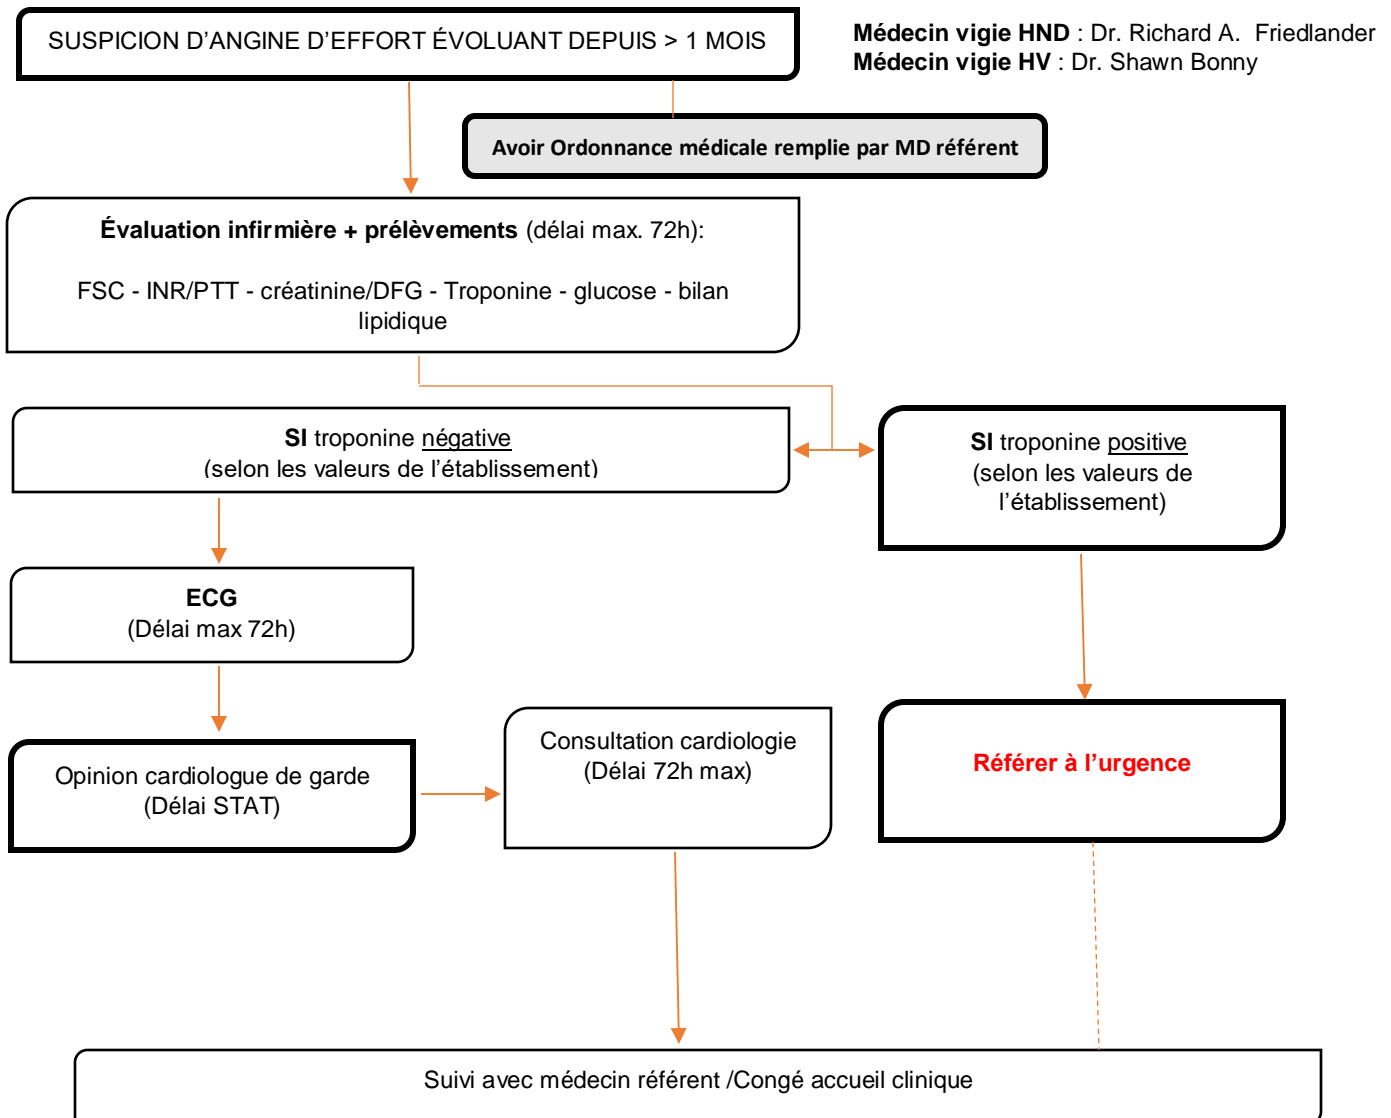 SUSPICION D’ANGINE D’EFFORT ÉVOLUANT DEPUIS > 1 MOIS
Médecin vigie HND : Dr. Richard A.  Friedlander
Médecin vigie HV : Dr. Shawn Bonny
Avoir Ordonnance médicale remplie par MD référent
Évaluation infirmière + prélèvements (délai max. 72h):
FSC - INR/PTT - créatinine/DFG - Troponine - glucose - bilan
lipidique
SI troponine négative
(selon les valeurs de l’établissement)
SI troponine positive
(selon les valeurs de
l’établissement)
ECG
(Délai max 72h)
Opinion cardiologue de garde
(Délai STAT)
Consultation cardiologie
(Délai 72h max)
Référer à l’urgence
Suivi avec médecin référent /Congé accueil clinique